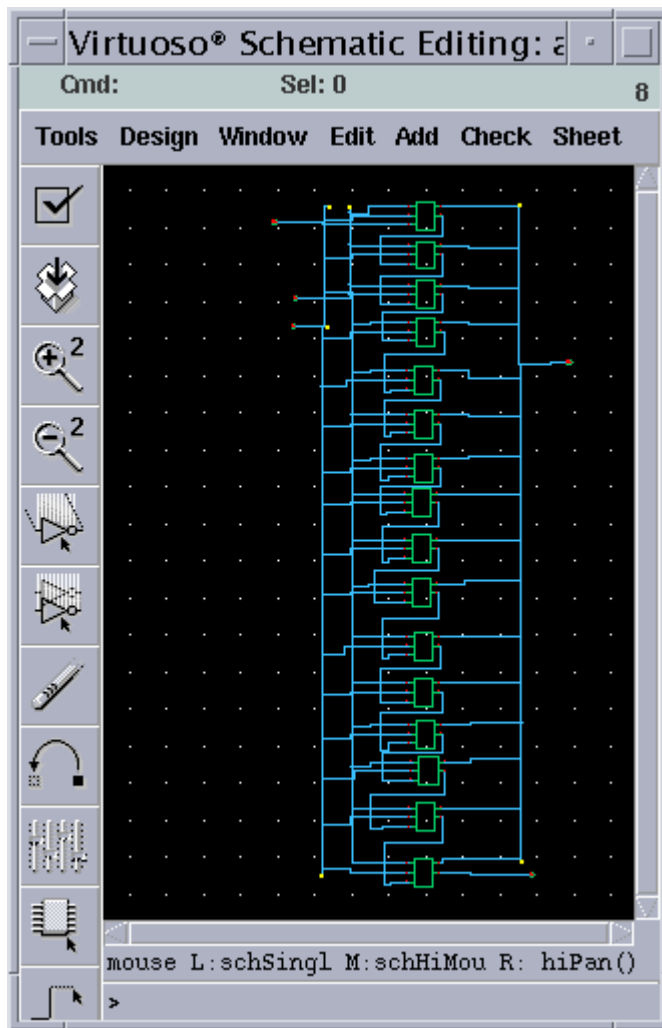 Virtuoso® Schematic Editing: a
Cmd: Sel: 0 8
Tools Design Window Edit Add Check Sheet
2
2
mouse L:schSingl M:schHiMou R: hiPan()
>